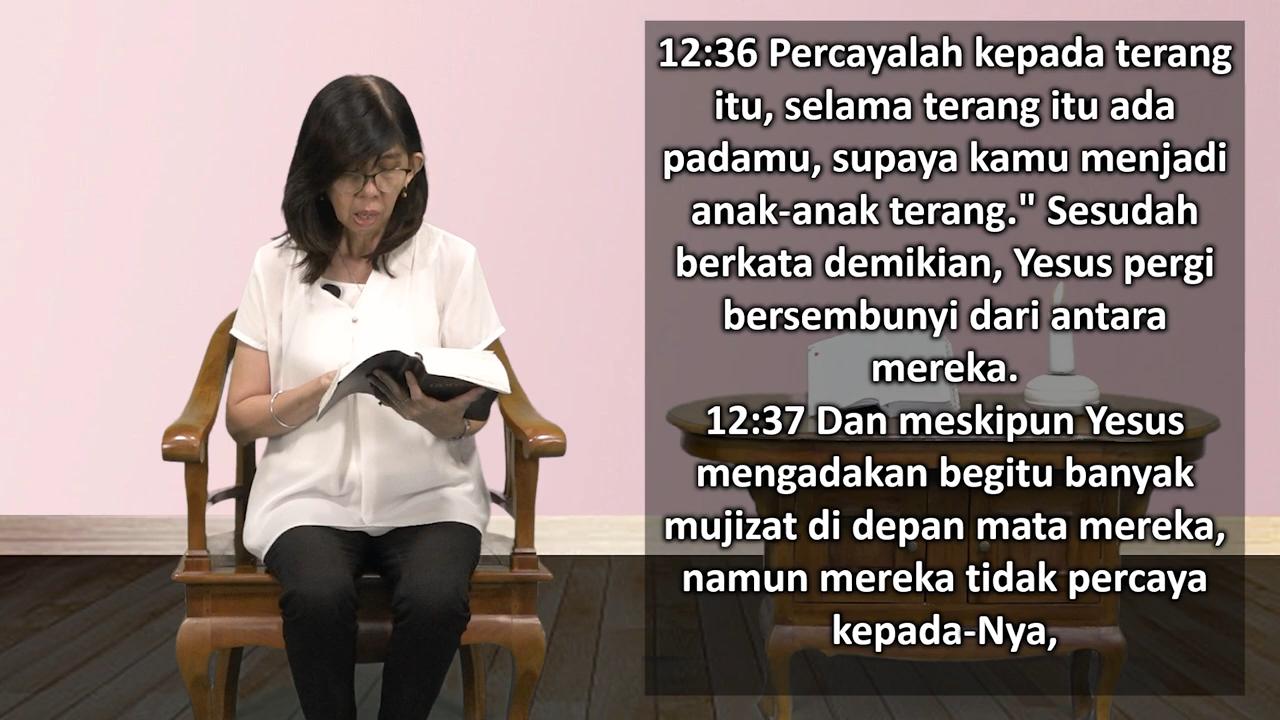 12:36 Percayalah kepada terang
itu, selama terang itu ada
padamu, supaya kamu menjadi
anak-anak terang." Sesudah
berkata demikian, Yesus pergi
bersembunyi dari antara
mereka.
12:37 Dan meskipun Yesus
mengadakan begitu banyak
mujizat di depan mata mereka,
namun mereka tidak percaya
kepada-Nya,